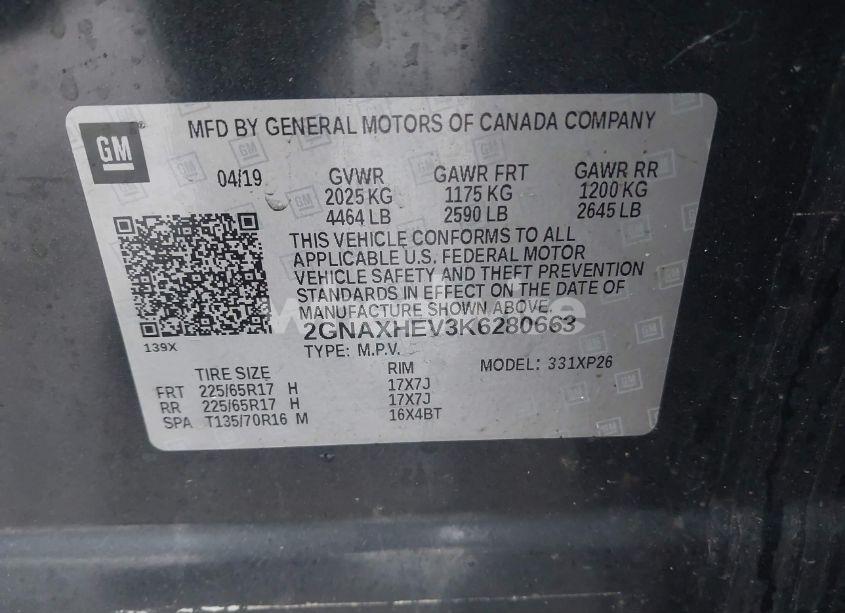 GM
MFD BY GENERAL MOTORS OF CANADA COMPANY
04/19 GVWR GAWR FRT GAWR RR
2025 KG 1175 KG 1200 KG
4464 LB 2590 LB 2645 LB
THIS VEHICLE CONFORMS TO ALL
APPLICABLE U.S. FEDERAL MOTOR
VEHICLE SAFETY AND THEFT PREVENTION
STANDARDS IN EFFECT ON THE DATE OF
MANUFACTURE SHOWN ABOVE.
2GNAXHEV3K6280663
139X
TYPE: M.P.V.
TIRE SIZE RIM MODEL: 331XP26
FRT 225/65R17 H 17X7J
RR 225/65R17 H 17X7J
SPA T135/70R16 M 16X4BT